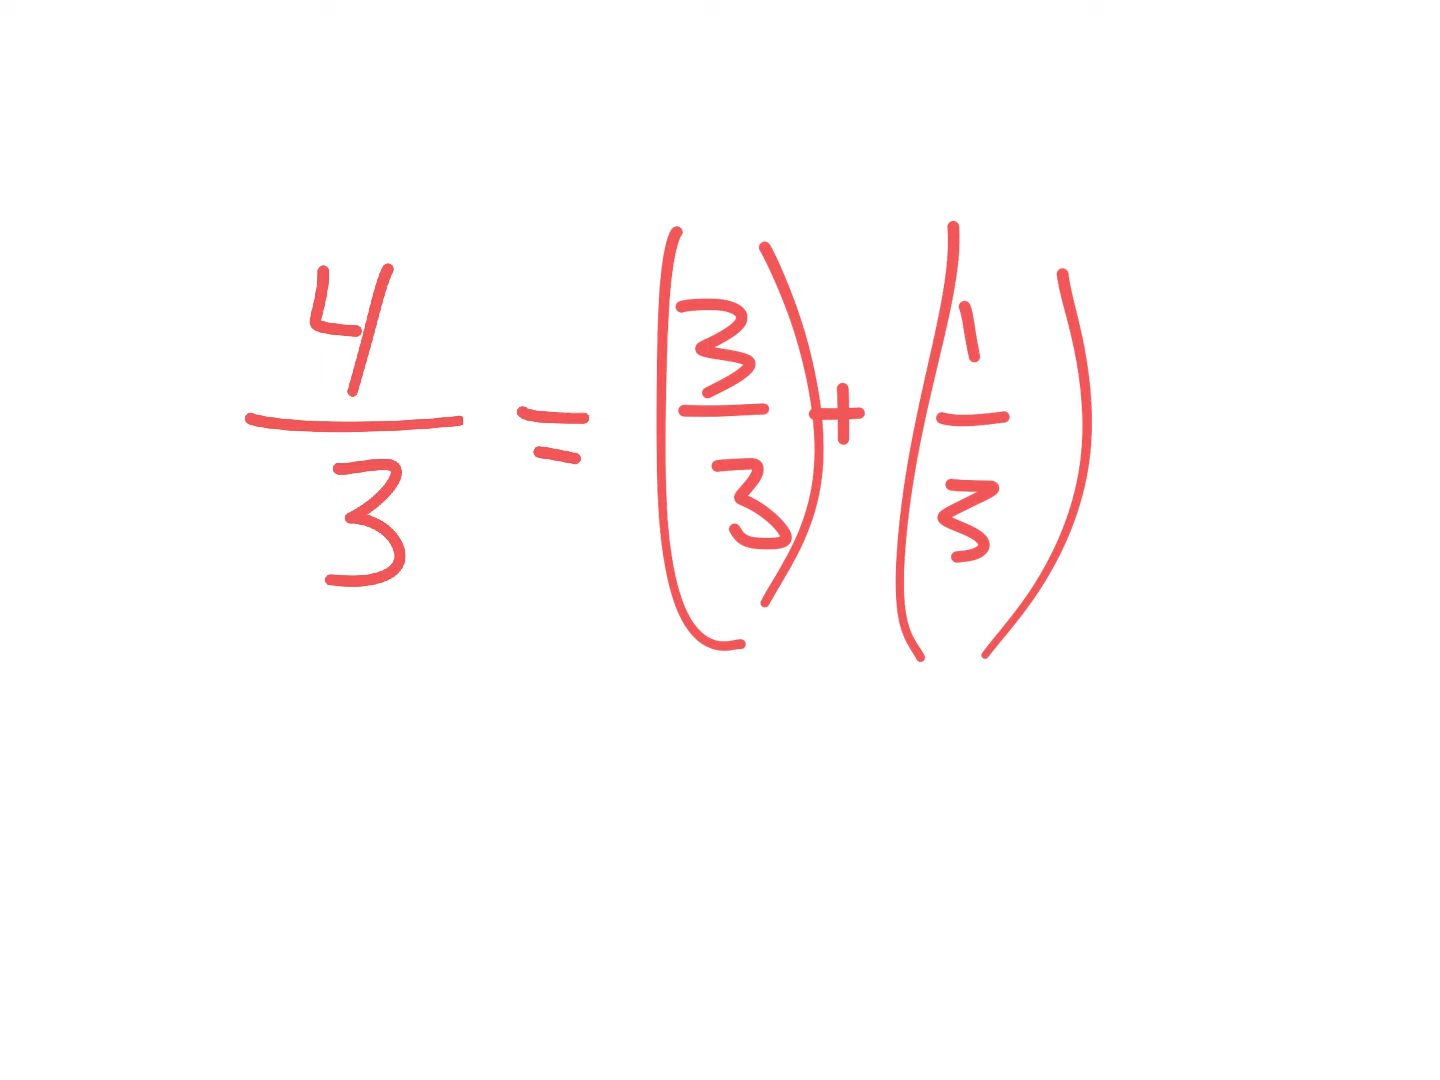 4/3 = (3/3) + (1/3)